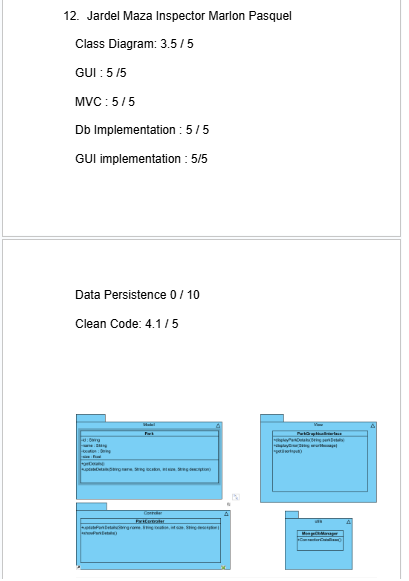 12. Jardel Maza Inspector Marlon Pasquel
Class Diagram: 3.5 / 5
GUI : 5 /5
MVC : 5 / 5
Db Implementation : 5 / 5
GUI implementation : 5/5
Data Persistence 0 / 10
Clean Code: 4.1 / 5
Model
Park
-id : String
-name : String
-location : String
-size : float
+getDetails()
+updateDetails(String name, String location, int size, String description)
View
ParkGraphicalInterface
+displayParkDetails(String parkDetails)
+displayError(String errorMessage)
+getUserInput()
Controller
ParkController
+updateParkDetails(String name, String location, int size, String description)
+showParkDetails()
utils
MongoDbManager
+ConnectionDataBase()